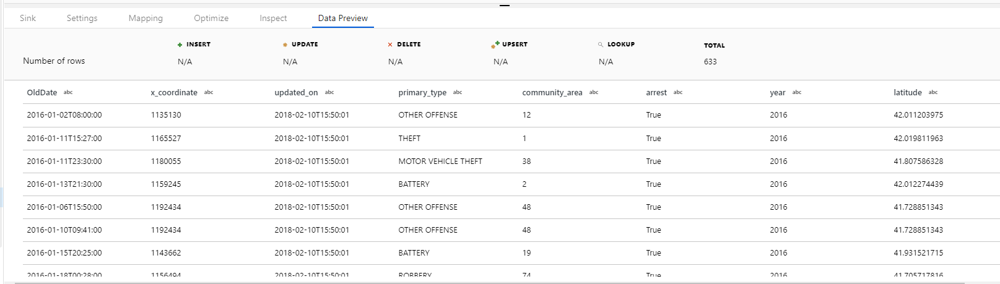 Sink Settings Mapping Optimize Inspect Data Preview
INSERT UPDATE DELETE UPSERT LOOKUP TOTAL
Number of rows N/A N/A N/A N/A N/A 633
OldDate abc x_coordinate abc updated_on abc primary_type abc community_area abc arrest abc year abc latitude abc
2016-01-02T08:00:00 1135130 2018-02-10T15:50:01 OTHER OFFENSE 12 True 2016 42.011203975
2016-01-11T15:27:00 1165527 2018-02-10T15:50:01 THEFT 1 True 2016 42.019811963
2016-01-11T23:30:00 1180055 2018-02-10T15:50:01 MOTOR VEHICLE THEFT 38 True 2016 41.807586328
2016-01-13T21:30:00 1159245 2018-02-10T15:50:01 BATTERY 2 True 2016 42.012274439
2016-01-06T15:50:00 1192434 2018-02-10T15:50:01 OTHER OFFENSE 48 True 2016 41.728851343
2016-01-10T09:41:00 1192434 2018-02-10T15:50:01 OTHER OFFENSE 48 True 2016 41.728851343
2016-01-15T20:25:00 1143662 2018-02-10T15:50:01 BATTERY 19 True 2016 41.931521715
2016-01-18T00:28:00 1156494 2018-02-10T15:50:01 ROBBERY 74 True 2016 41.705717816